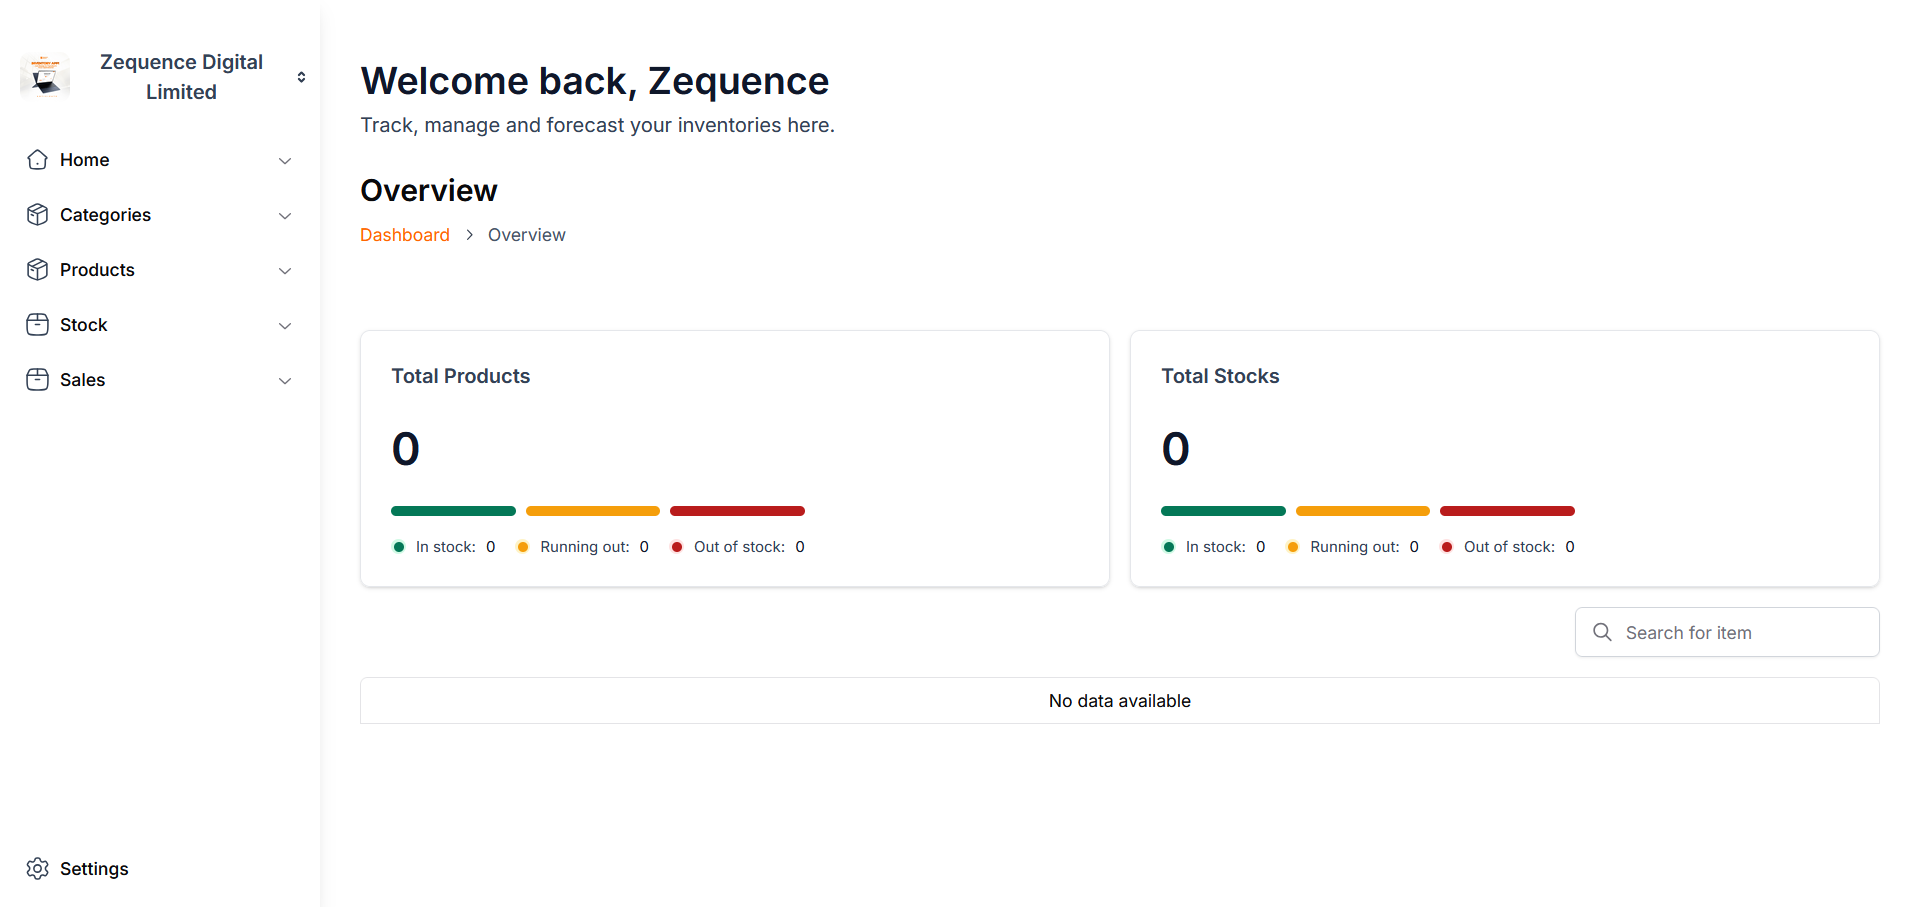 Zequence Digital
Limited
Home
Categories
Products
Stock
Sales
Settings
Welcome back, Zequence
Track, manage and forecast your inventories here.
Overview
Dashboard > Overview
Total Products
0
In stock: 0 Running out: 0 Out of stock: 0
Total Stocks
0
In stock: 0 Running out: 0 Out of stock: 0
Search for item
No data available